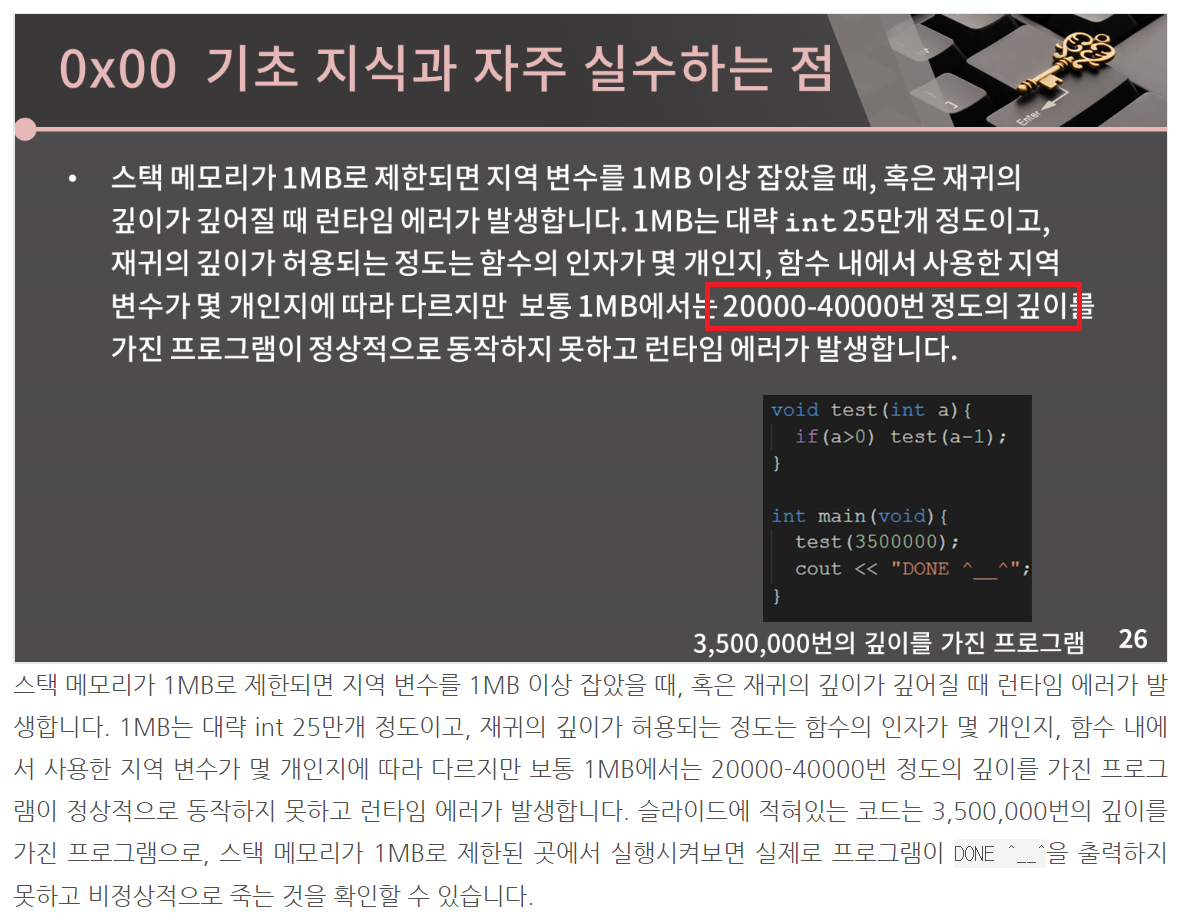 0x00 기초 지식과 자주 실수하는 점
Enter
• 스택 메모리가 1MB로 제한되면 지역 변수를 1MB 이상 잡았을 때, 혹은 재귀의
깊이가 깊어질 때 런타임 에러가 발생합니다. 1MB는 대략 int 25만개 정도이고,
재귀의 깊이가 허용되는 정도는 함수의 인자가 몇 개인지, 함수 내에서 사용한 지역
변수가 몇 개인지에 따라 다르지만 보통 1MB에서는 20000-40000번 정도의 깊이를
가진 프로그램이 정상적으로 동작하지 못하고 런타임 에러가 발생합니다.
void test(int a){
if(a>0) test(a-1);
}
int main(void){
test(3500000);
cout << "DONE ^__^";
}
3,500,000번의 깊이를 가진 프로그램
26
스택 메모리가 1MB로 제한되면 지역 변수를 1MB 이상 잡았을 때, 혹은 재귀의 깊이가 깊어질 때 런타임 에러가 발
생합니다. 1MB는 대략 int 25만개 정도이고, 재귀의 깊이가 허용되는 정도는 함수의 인자가 몇 개인지, 함수 내에
서 사용한 지역 변수가 몇 개인지에 따라 다르지만 보통 1MB에서는 20000-40000번 정도의 깊이를 가진 프로그
램이 정상적으로 동작하지 못하고 런타임 에러가 발생합니다. 슬라이드에 적혀있는 코드는 3,500,000번의 깊이를
가진 프로그램으로, 스택 메모리가 1MB로 제한된 곳에서 실행시켜보면 실제로 프로그램이 DONE ^__^을 출력하지
못하고 비정상적으로 죽는 것을 확인할 수 있습니다.